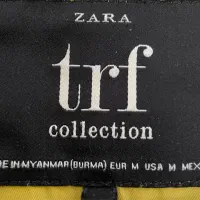 ZARA
trf
collection
DE IN MYANMAR (BURMA) EUR M USA M MEX